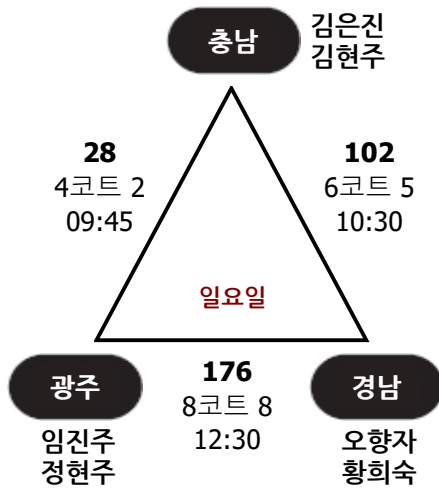 충남
김은진
김현주
28
4코트 2
09:45
102
6코트 5
10:30
일요일
광주
임진주
정현주
176
8코트 8
12:30
경남
오향자
황희숙